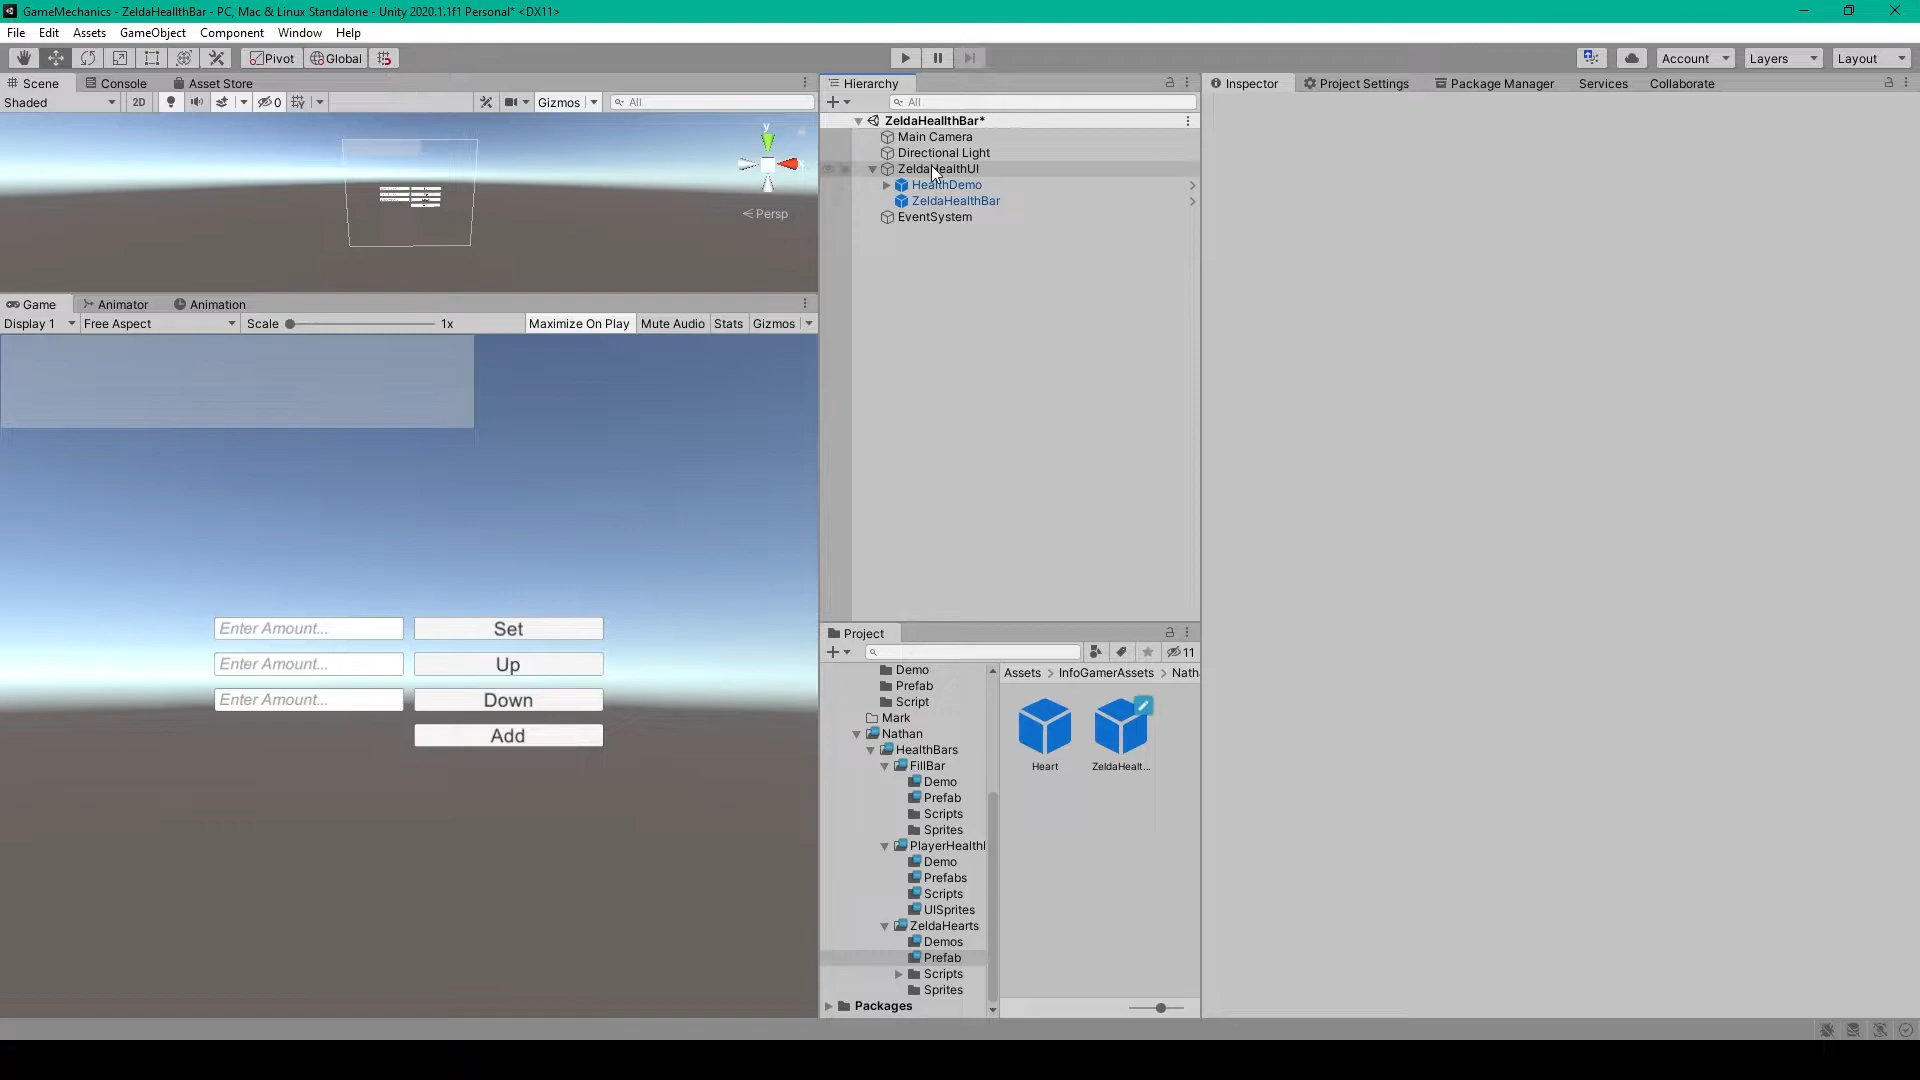 GameMechanics - ZeldaHeallthBar - PC, Mac & Linux Standalone - Unity 2020.1.1f1 Personal* <DX11>
File Edit Assets GameObject Component Window Help
Pivot Global Account Layers Layout
Scene Console Asset Store
Shaded 2D 0 Gizmos All
y
x
Persp
Game Animator Animation
Display 1 Free Aspect Scale 1x Maximize On Play Mute Audio Stats Gizmos
Enter Amount... Set
Enter Amount... Up
Enter Amount... Down
Add
Hierarchy
All
ZeldaHeallthBar*
Main Camera
Directional Light
ZeldaHealthUI
HealthDemo
ZeldaHealthBar
EventSystem
Project
11
Demo
Prefab
Script
Mark
Nathan
HealthBars
FillBar
Demo
Prefab
Scripts
Sprites
PlayerHealthI
Demo
Prefabs
Scripts
UISprites
ZeldaHearts
Demos
Prefab
Scripts
Sprites
Packages
Assets > InfoGamerAssets > Nath
Heart ZeldaHealt...
Inspector Project Settings Package Manager Services Collaborate